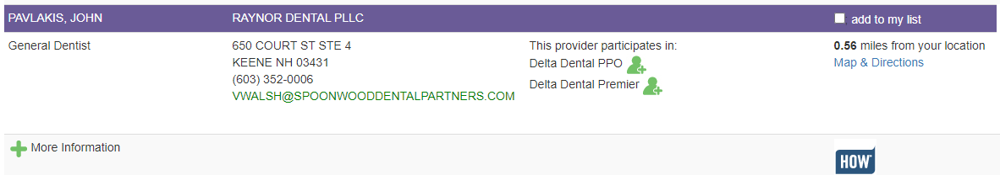 PAVLAKIS, JOHN
RAYNOR DENTAL PLLC
add to my list
General Dentist
650 COURT ST STE 4
KEENE NH 03431
(603) 352-0006
VWALSH@SPOONWOODDENTALPARTNERS.COM
This provider participates in:
Delta Dental PPO
Delta Dental Premier
0.56 miles from your location
Map & Directions
More Information
HOW